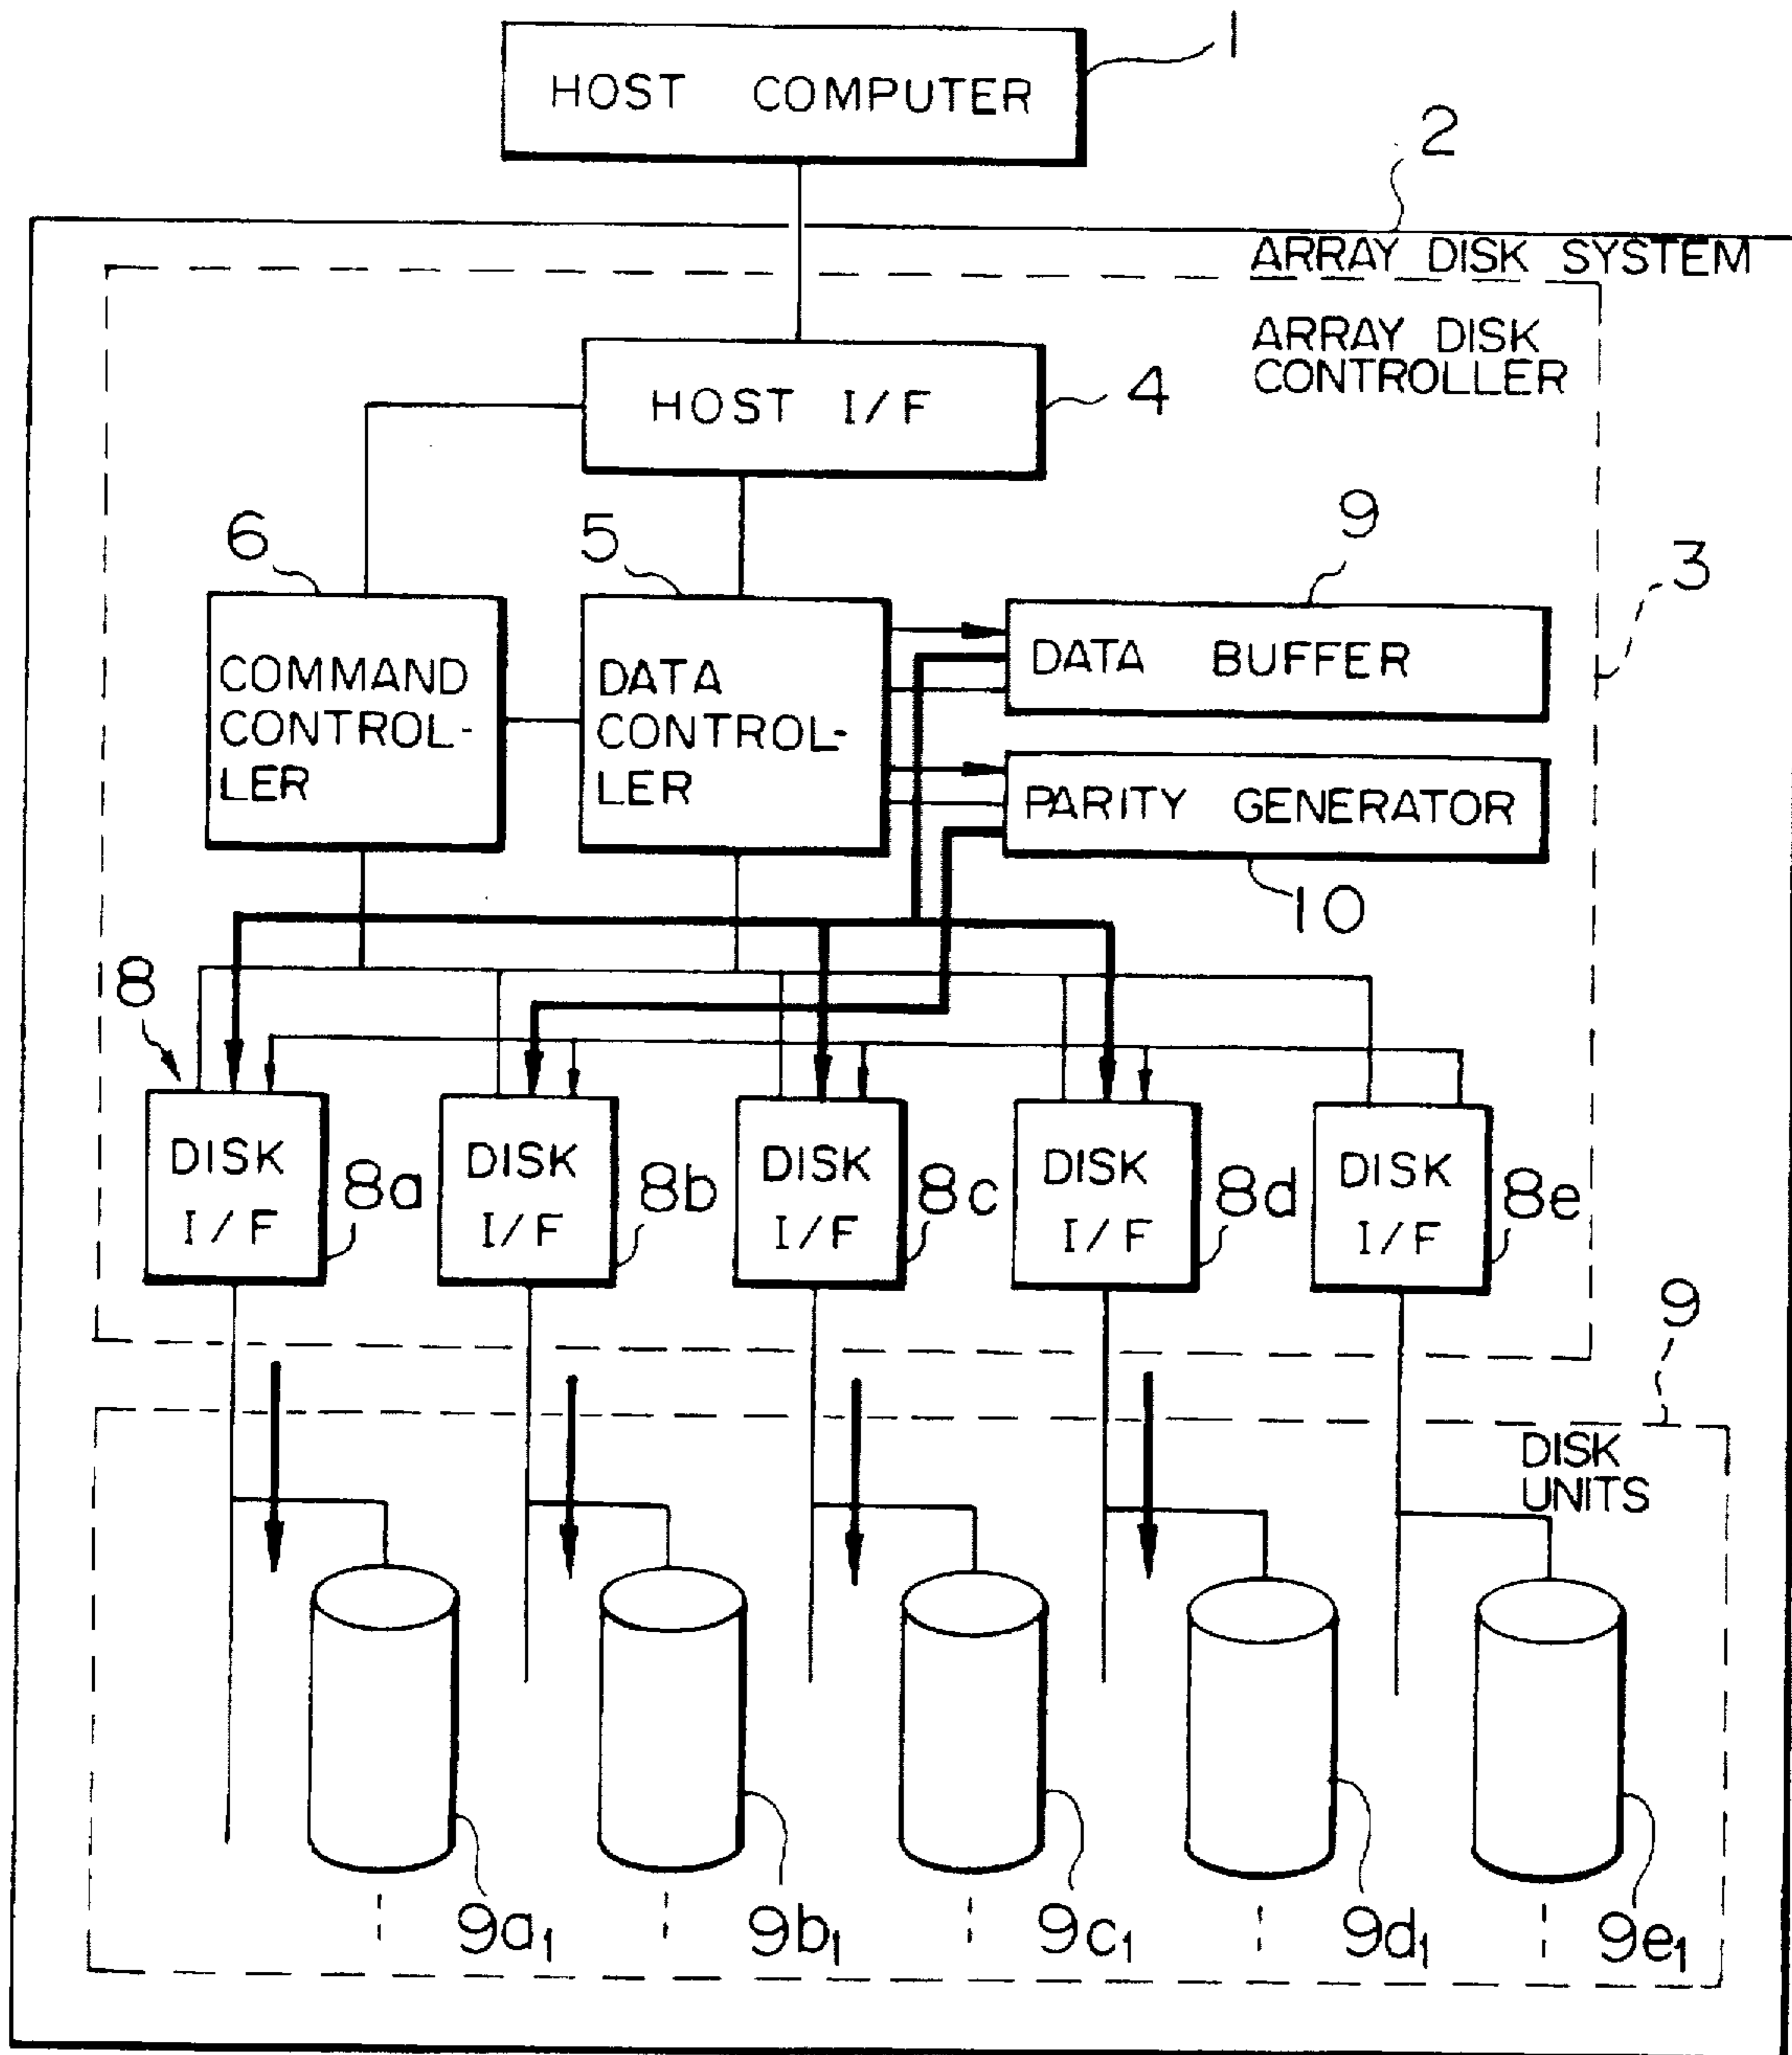 HOST COMPUTER
1
2
ARRAY DISK SYSTEM
ARRAY DISK
CONTROLLER
HOST I/F
4
6
5
9
3
COMMAND
CONTROL-
LER
DATA
CONTROL-
LER
DATA BUFFER
PARITY GENERATOR
10
8
DISK
I/F
8a
DISK
I/F
8b
DISK
I/F
8c
DISK
I/F
8d
DISK
I/F
8e
9
DISK
UNITS
9a₁
9b₁
9c₁
9d₁
9e₁